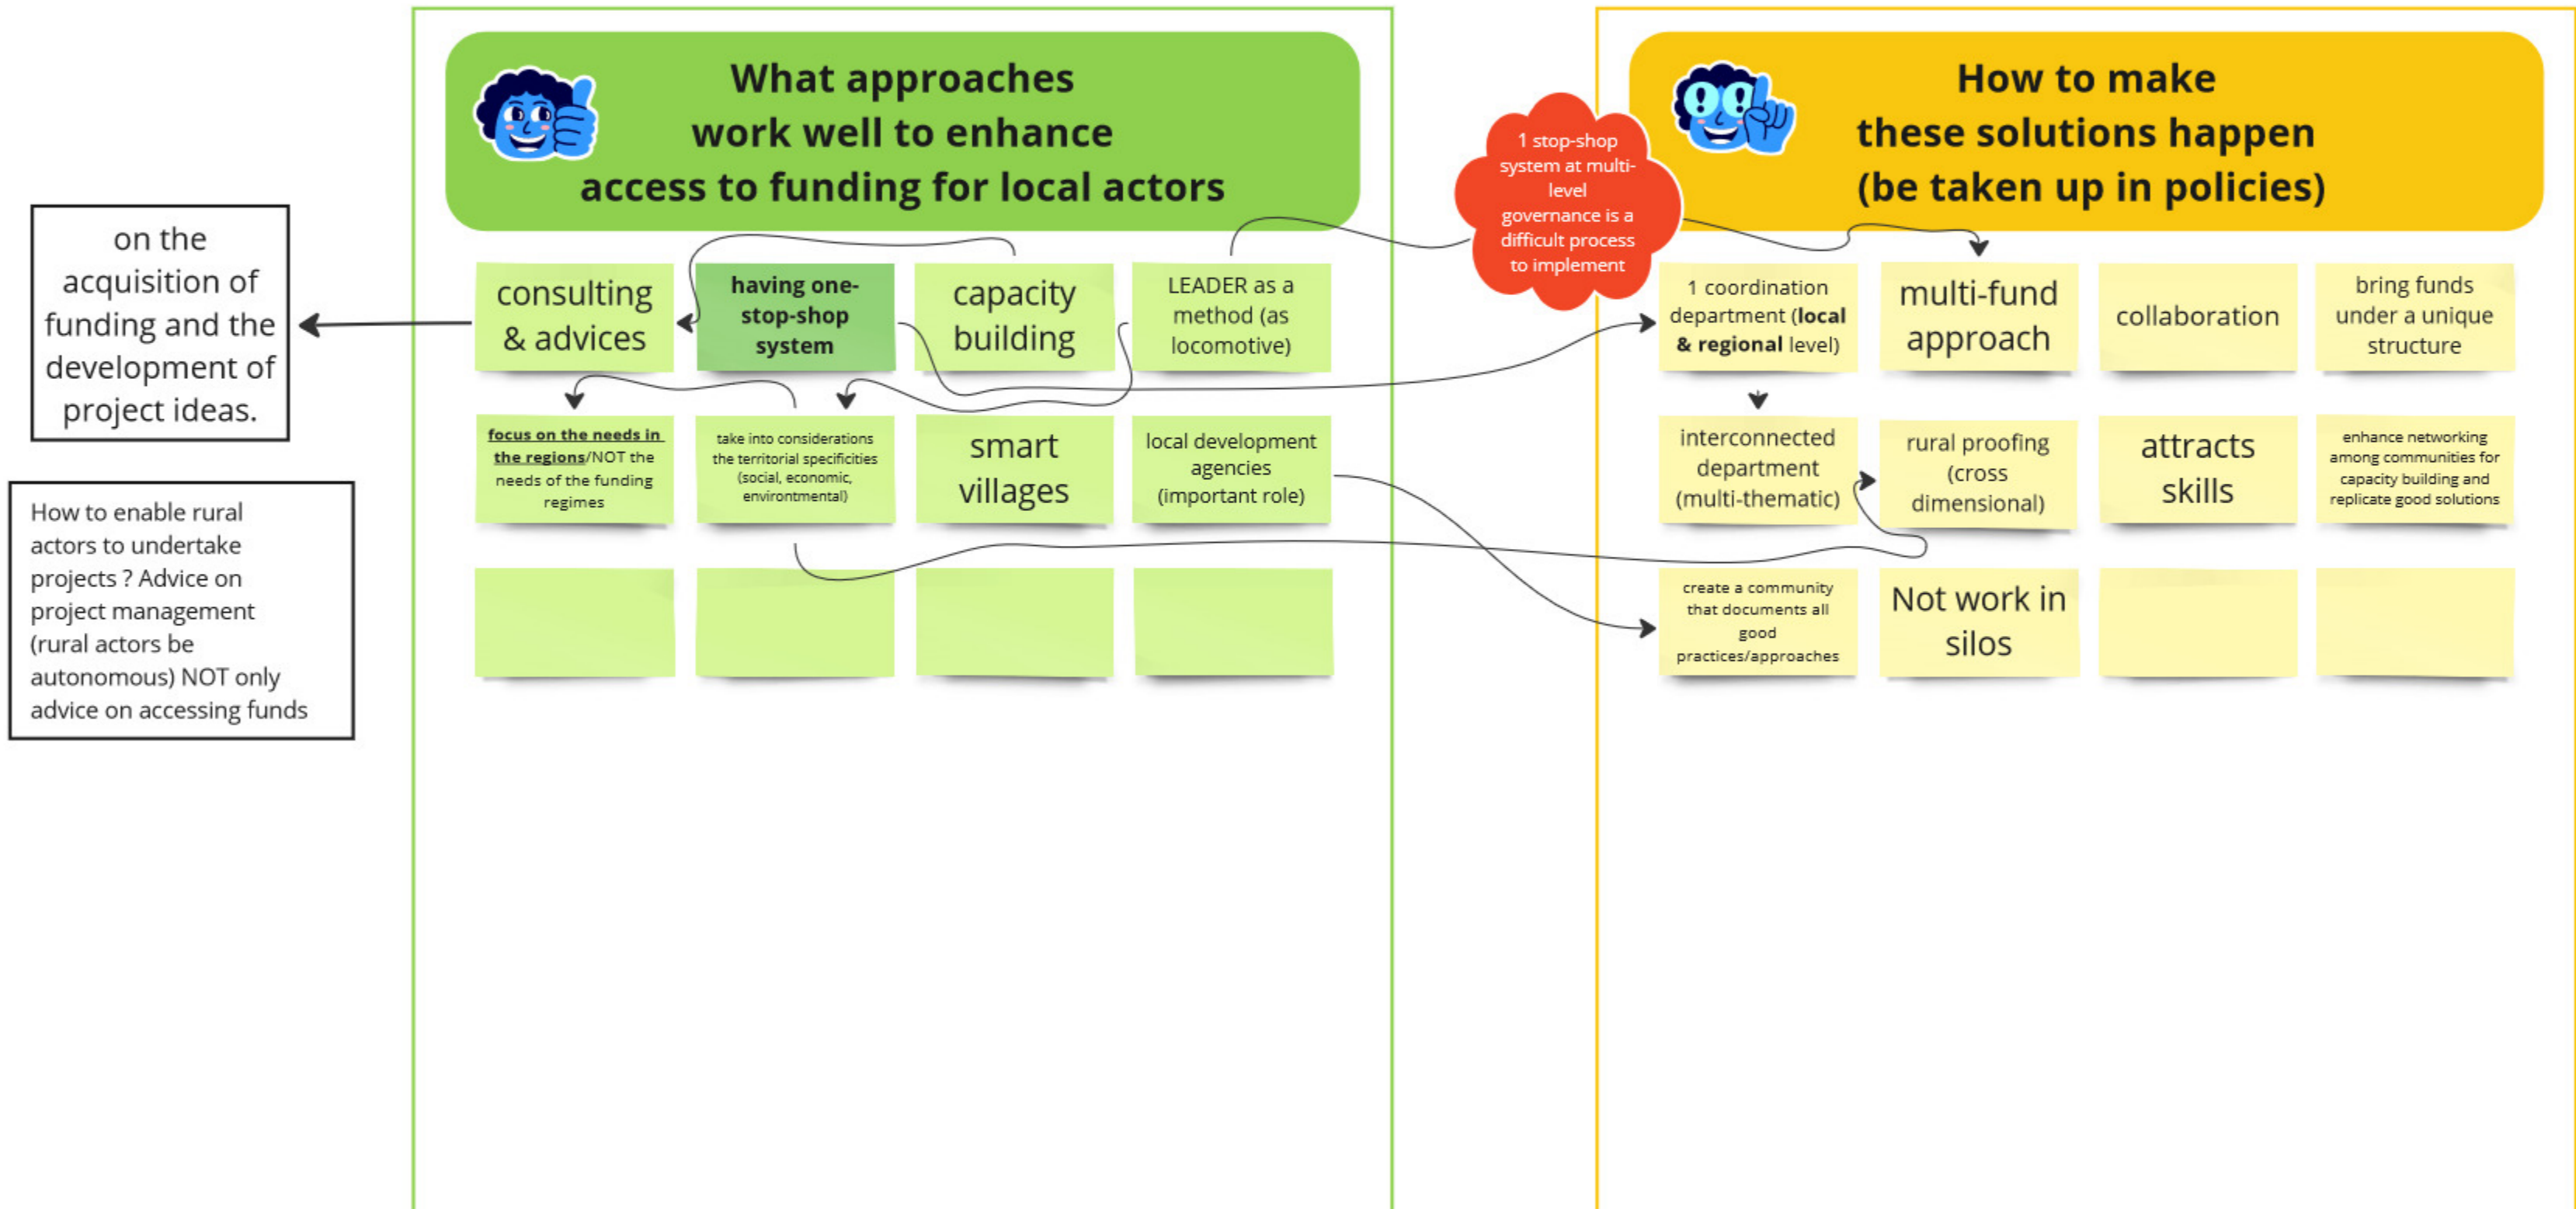 What approaches
work well to enhance
access to funding for local actors
How to make
these solutions happen
(be taken up in policies)
1 stop-shop
system at multi-
level
governance is a
difficult process
to implement
on the
acquisition of
funding and the
development of
project ideas.
How to enable rural
actors to undertake
projects ? Advice on
project management
(rural actors be
autonomous) NOT only
advice on accessing funds
consulting
& advices
having one-
stop-shop
system
capacity
building
LEADER as a
method (as
locomotive)
focus on the needs in
the regions/NOT the
needs of the funding
regimes
take into considerations
the territorial specificities
(social, economic,
environtmental)
smart
villages
local development
agencies
(important role)
1 coordination
department (local
& regional level)
multi-fund
approach
collaboration
bring funds
under a unique
structure
interconnected
department
(multi-thematic)
rural proofing
(cross
dimensional)
attracts
skills
enhance networking
among communities for
capacity building and
replicate good solutions
create a community
that documents all
good
practices/approaches
Not work in
silos